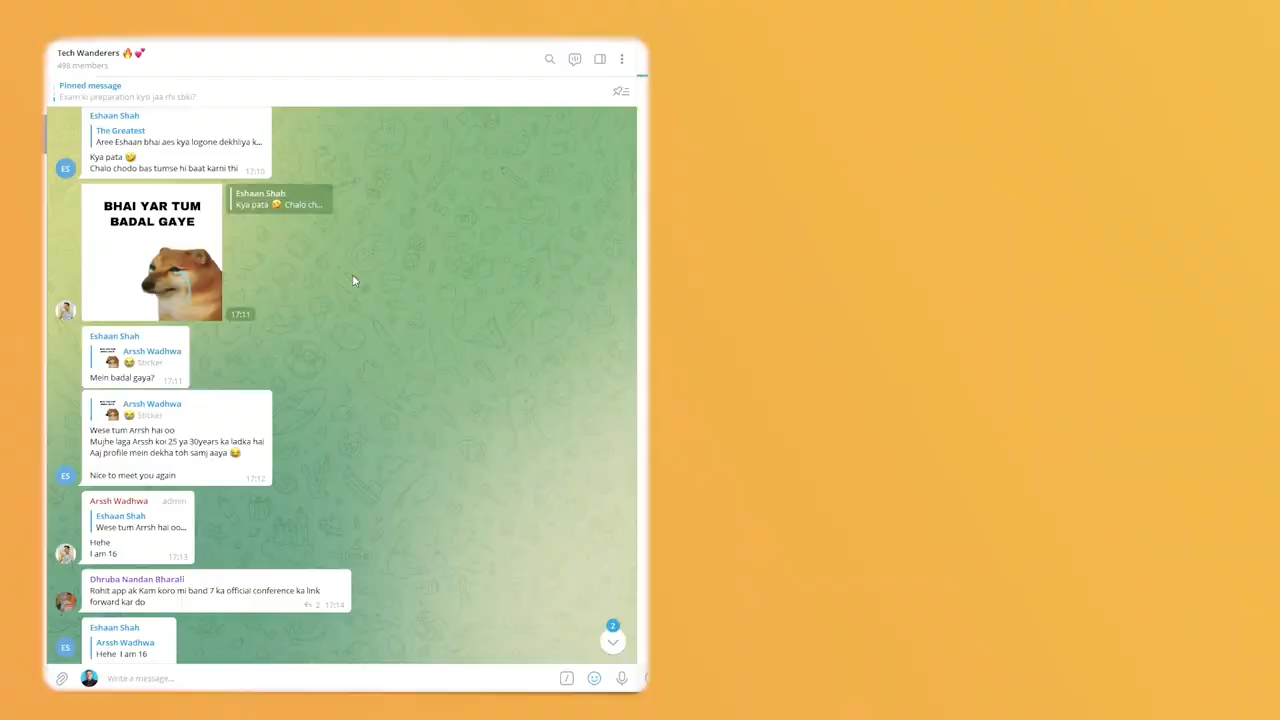 Tech Wanderers 🔥💕
498 members
Pinned message
Exam ki preparation kysi jaa rhi sbki?
Eshaan Shah
The Greatest
Aree Eshaan bhai aes kya logone dekhliya k...
Kya pata 🤣
Chalo chodo bas tumse hi baat karni thi
17:10
ES
BHAI YAR TUM
BADAL GAYE
Eshaan Shah
Kya pata 🤣 Chalo ch...
17:11
Eshaan Shah
Arssh Wadhwa
😭 Sticker
Mein badal gaya?
17:11
Arssh Wadhwa
😭 Sticker
Wese tum Arrsh hai oo
Mujhe laga Arssh koi 25 ya 30years ka ladka hai
Aaj profile mein dekha toh samj aaya 😂
Nice to meet you again
17:12
ES
Arssh Wadhwa admin
Eshaan Shah
Wese tum Arrsh hai oo...
Hehe
I am 16
17:13
Dhruba Nandan Bharali
Rohit app ak Kam koro mi band 7 ka official conference ka link
forward kar do
2 17:14
Eshaan Shah
Arssh Wadhwa
Hehe I am 16
ES
2
Write a message...